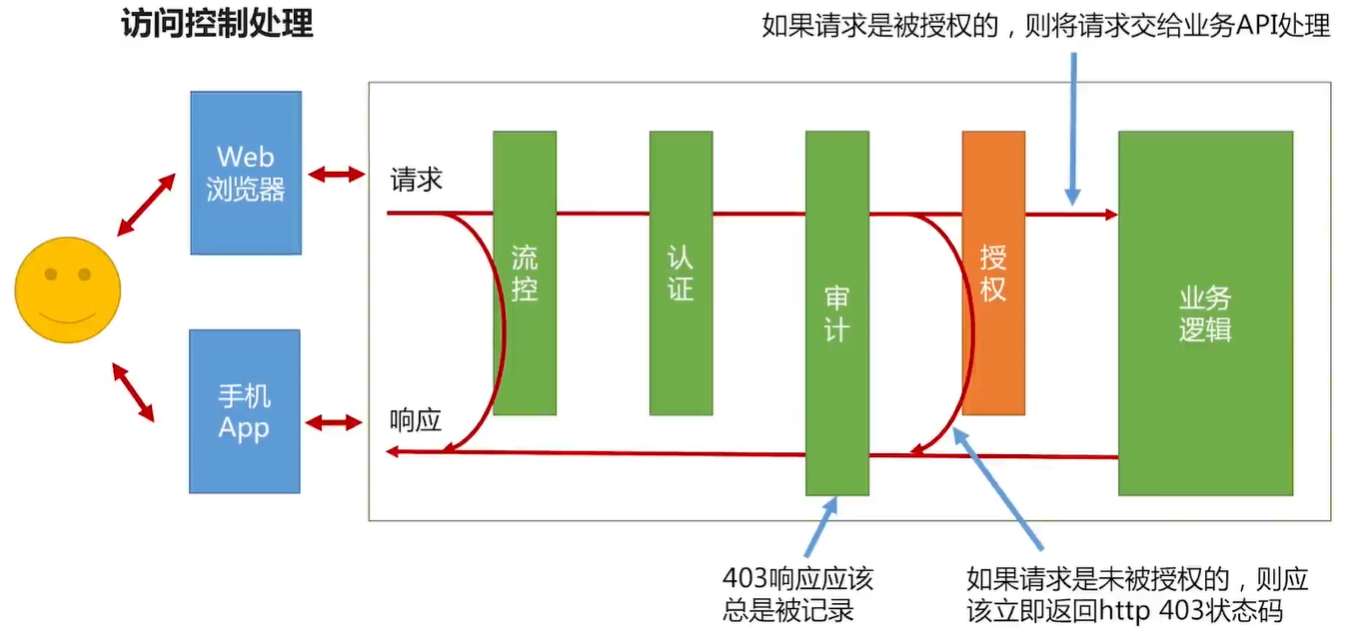 访问控制处理
如果请求是被授权的，则将请求交给业务API处理
Web
浏览器
请求
流
控
认
证
审
计
授
权
业务
逻辑
手机
App
响应
403响应应该
总是被记录
如果请求是未被授权的，则应
该立即返回http 403状态码